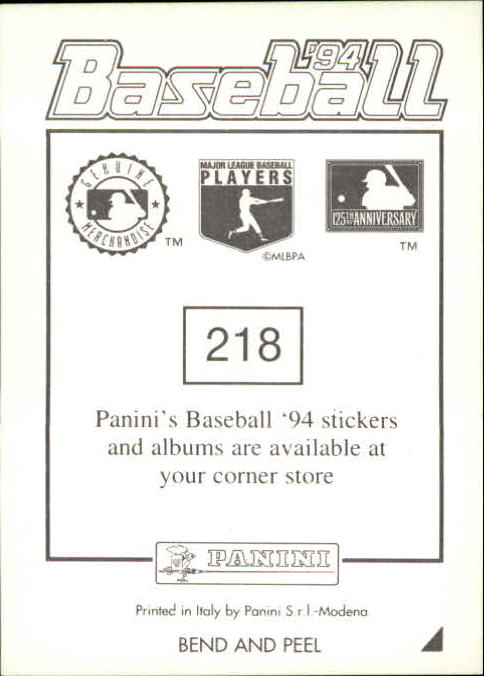 '94
Baseball
GENUINE
MERCHANDISE
TM
MAJOR LEAGUE BASEBALL
PLAYERS
©MLBPA
125TH ANNIVERSARY
TM
218
Panini's Baseball ‘94 stickers
and albums are available at
your corner store
PANINI
Printed in Italy by Panini S.r.l.-Modena
BEND AND PEEL